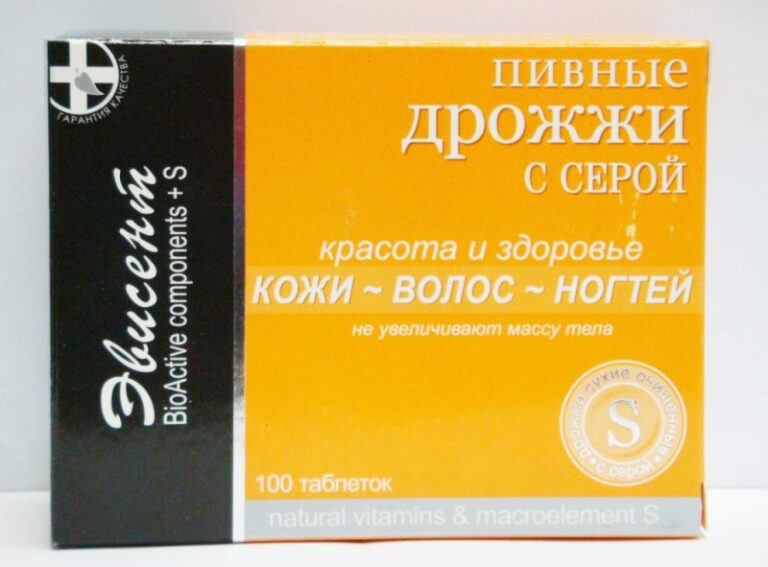 ГАРАНТИЯ КАЧЕСТВА
Эвисент
BioActive components + S
ПИВНЫЕ
ДРОЖЖИ
С СЕРОЙ
красота и здоровье
КОЖИ ~ ВОЛОС ~ НОГТЕЙ
не увеличивают массу тела
дрожжи сухие очищенные
• с серой •
S
100 таблеток
natural vitamins & macroelement S